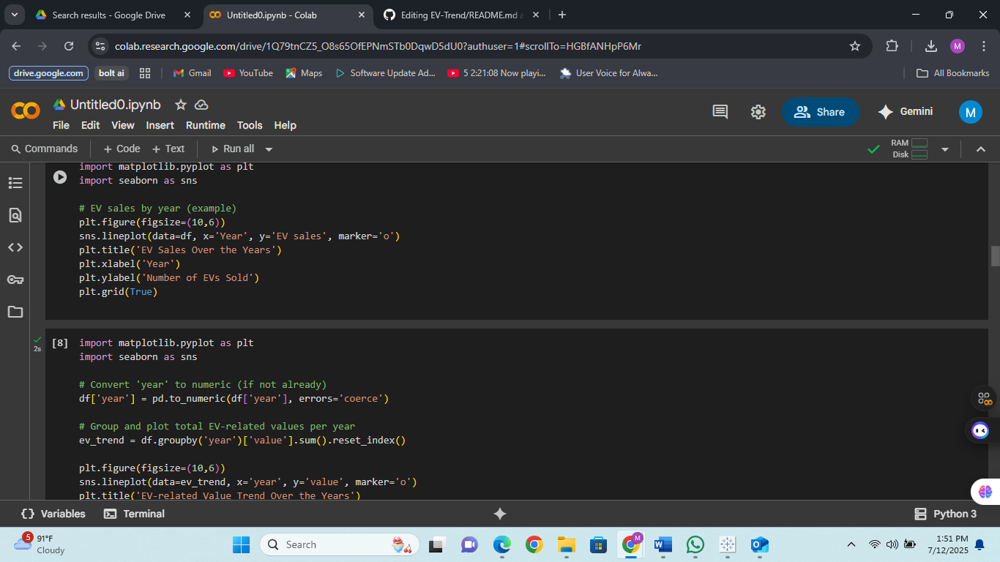 Search results - Google Drive
Untitled0.ipynb - Colab
Editing EV-Trend/README.md a
colab.research.google.com/drive/1Q79tnCZ5_O8s65OfEPNmSTb0DqwD5dU0?authuser=1#scrollTo=HGBfANHpP6Mr
M
drive.google.com
bolt ai
Gmail
YouTube
Maps
Software Update Ad...
5 2:21:08 Now playi...
User Voice for Alwa...
All Bookmarks
Untitled0.ipynb
File Edit View Insert Runtime Tools Help
Share
Gemini
M
Commands
+ Code + Text
Run all
RAM
Disk
import matplotlib.pyplot as plt
import seaborn as sns
# EV sales by year (example)
plt.figure(figsize=(10,6))
sns.lineplot(data=df, x='Year', y='EV sales', marker='o')
plt.title('EV Sales Over the Years')
plt.xlabel('Year')
plt.ylabel('Number of EVs Sold')
plt.grid(True)
2s
[8] import matplotlib.pyplot as plt
import seaborn as sns
# Convert 'year' to numeric (if not already)
df['year'] = pd.to_numeric(df['year'], errors='coerce')
# Group and plot total EV-related values per year
ev_trend = df.groupby('year')['value'].sum().reset_index()
plt.figure(figsize=(10,6))
sns.lineplot(data=ev_trend, x='year', y='value', marker='o')
plt.title('EV-related Value Trend Over the Years')
{} Variables
Terminal
Python 3
5
91°F
Cloudy
Search
M
1:51 PM
7/12/2025